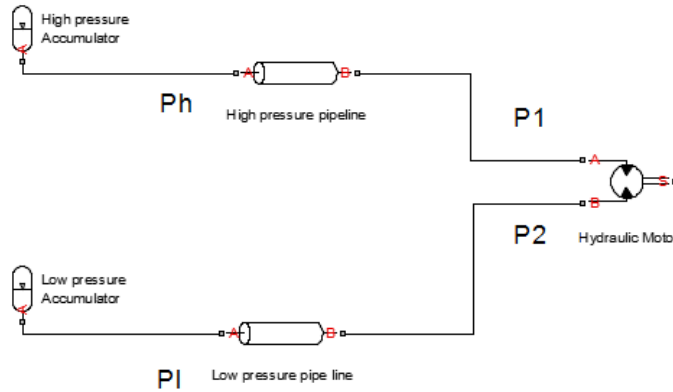 High pressure
Accumulator
A
A
B
Ph
High pressure pipeline
P1
A
S
B
P2
Hydraulic Moto
Low pressure
Accumulator
A
A
B
Pl
Low pressure pipe line